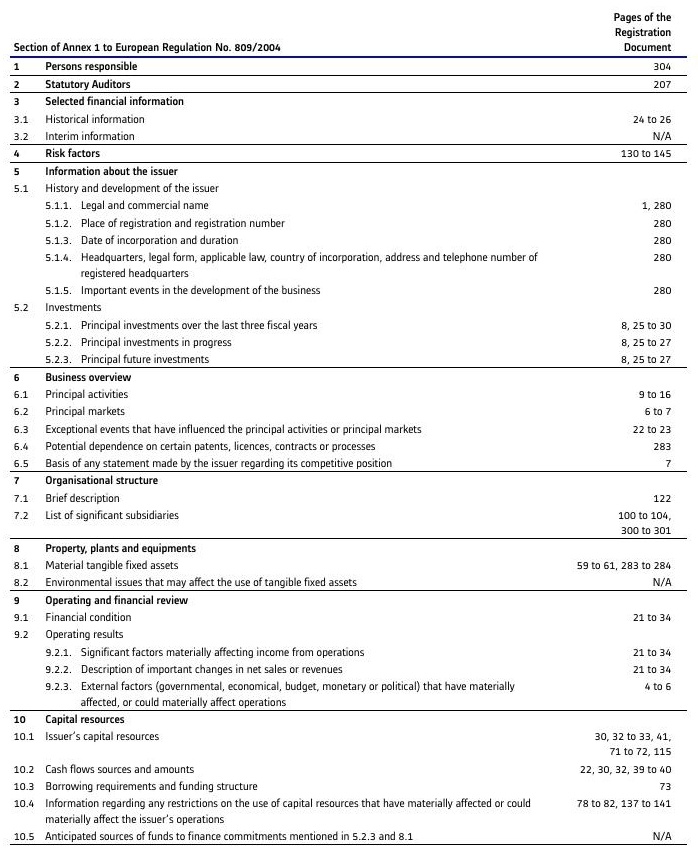 Pages of the
Registration
Section of Annex 1 to European Regulation No. 809/2004 Document
1 Persons responsible 304
2 Statutory Auditors 207
3 Selected financial information
3.1 Historical information 24 to 26
3.2 Interim information N/A
4 Risk factors 130 to 145
5 Information about the issuer
5.1 History and development of the issuer
5.1.1. Legal and commercial name 1, 280
5.1.2. Place of registration and registration number 280
5.1.3. Date of incorporation and duration 280
5.1.4. Headquarters, legal form, applicable law, country of incorporation, address and telephone number of 280
registered headquarters
5.1.5. Important events in the development of the business 280
5.2 Investments
5.2.1. Principal investments over the last three fiscal years 8, 25 to 30
5.2.2. Principal investments in progress 8, 25 to 27
5.2.3. Principal future investments 8, 25 to 27
6 Business overview
6.1 Principal activities 9 to 16
6.2 Principal markets 6 to 7
6.3 Exceptional events that have influenced the principal activities or principal markets 22 to 23
6.4 Potential dependence on certain patents, licences, contracts or processes 283
6.5 Basis of any statement made by the issuer regarding its competitive position 7
7 Organisational structure
7.1 Brief description 122
7.2 List of significant subsidiaries 100 to 104,
300 to 301
8 Property, plants and equipments
8.1 Material tangible fixed assets 59 to 61, 283 to 284
8.2 Environmental issues that may affect the use of tangible fixed assets N/A
9 Operating and financial review
9.1 Financial condition 21 to 34
9.2 Operating results
9.2.1. Significant factors materially affecting income from operations 21 to 34
9.2.2. Description of important changes in net sales or revenues 21 to 34
9.2.3. External factors (governmental, economical, budget, monetary or political) that have materially 4 to 6
affected, or could materially affect operations
10 Capital resources
10.1 Issuer's capital resources 30, 32 to 33, 41,
71 to 72, 115
10.2 Cash flows sources and amounts 22, 30, 32, 39 to 40
10.3 Borrowing requirements and funding structure 73
10.4 Information regarding any restrictions on the use of capital resources that have materially affected or could 78 to 82, 137 to 141
materially affect the issuer's operations
10.5 Anticipated sources of funds to finance commitments mentioned in 5.2.3 and 8.1 N/A